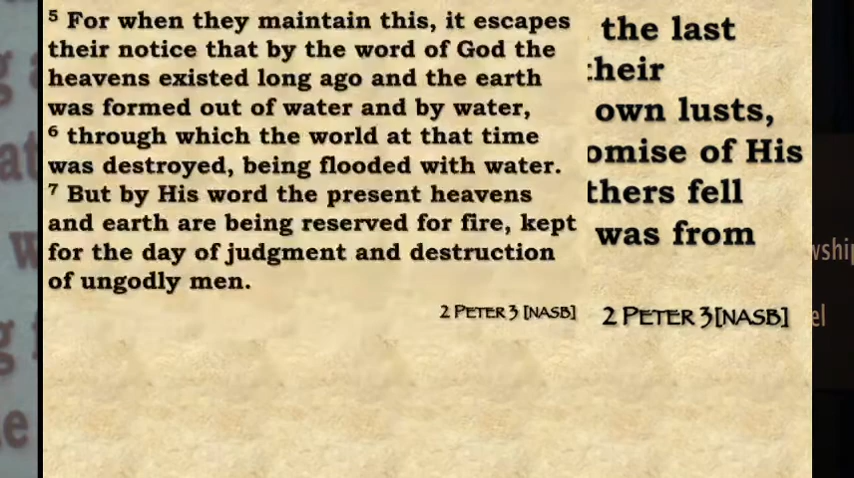 ⁵ For when they maintain this, it escapes
their notice that by the word of God the
heavens existed long ago and the earth
was formed out of water and by water,
⁶ through which the world at that time
was destroyed, being flooded with water.
⁷ But by His word the present heavens
and earth are being reserved for fire, kept
for the day of judgment and destruction
of ungodly men.
2 PETER 3 [NASB]
the last
their
own lusts,
omise of His
thers fell
was from
2 PETER 3[NASB]